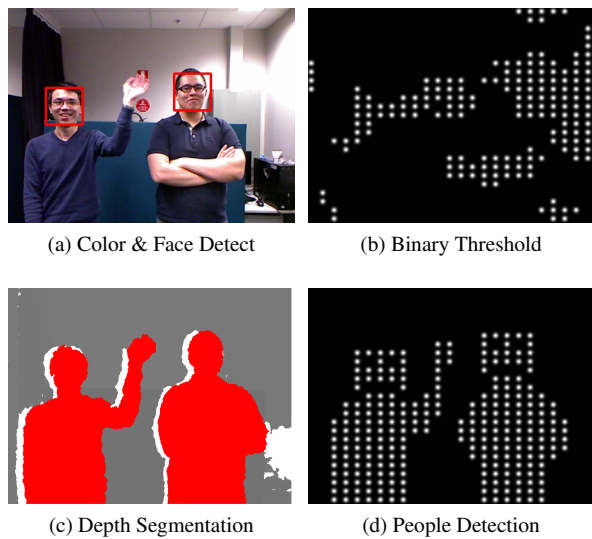 (a) Color & Face Detect
(b) Binary Threshold
(c) Depth Segmentation
(d) People Detection